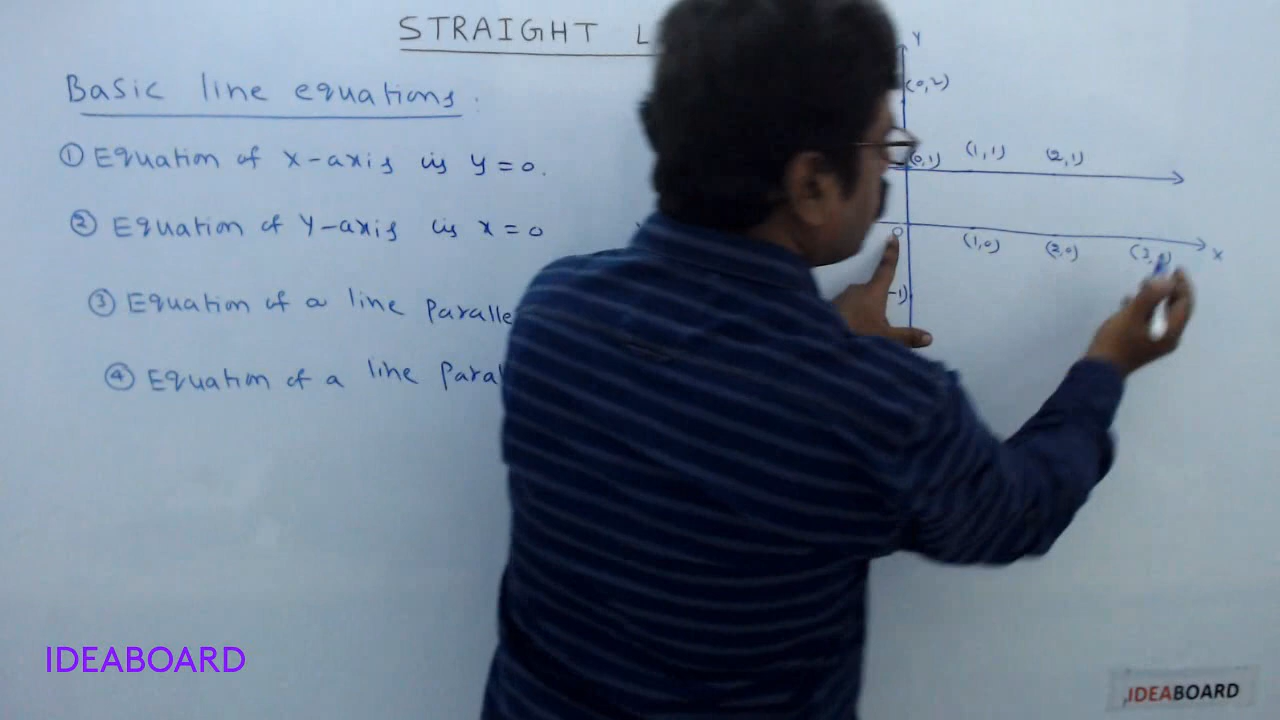 STRAIGHT L
Basic line equations.
① Equation of X-axis is y = 0.
② Equation of Y-axis is x = 0
③ Equation of a line Paralle
④ Equation of a line Paral
Y
(0,2)
(0,1) (1,1) (2,1)
0 (1,0) (2,0) (3,0) X
-1)
IDEABOARD
IDEABOARD